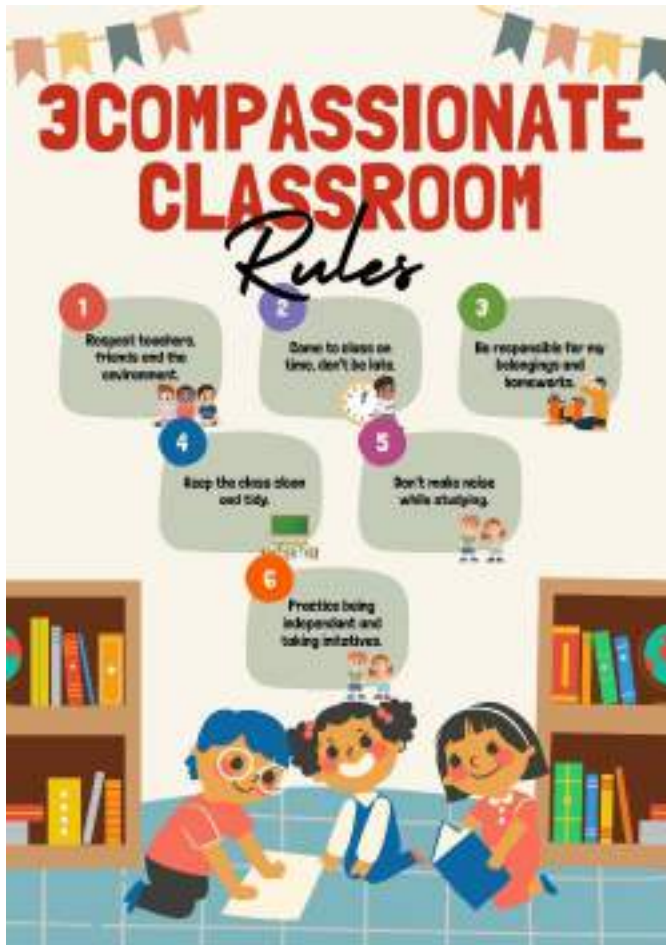 3COMPASSIONATE
CLASSROOM
Rules
1
Respect teachers,
friends and the
environment.
2
Come to class on
time, don't be late.
3
Be responsible for my
belongings and
homeworks.
4
Keep the class clean
and tidy.
5
Don't make noise
while studying.
6
Practice being
independent and
taking initatives.